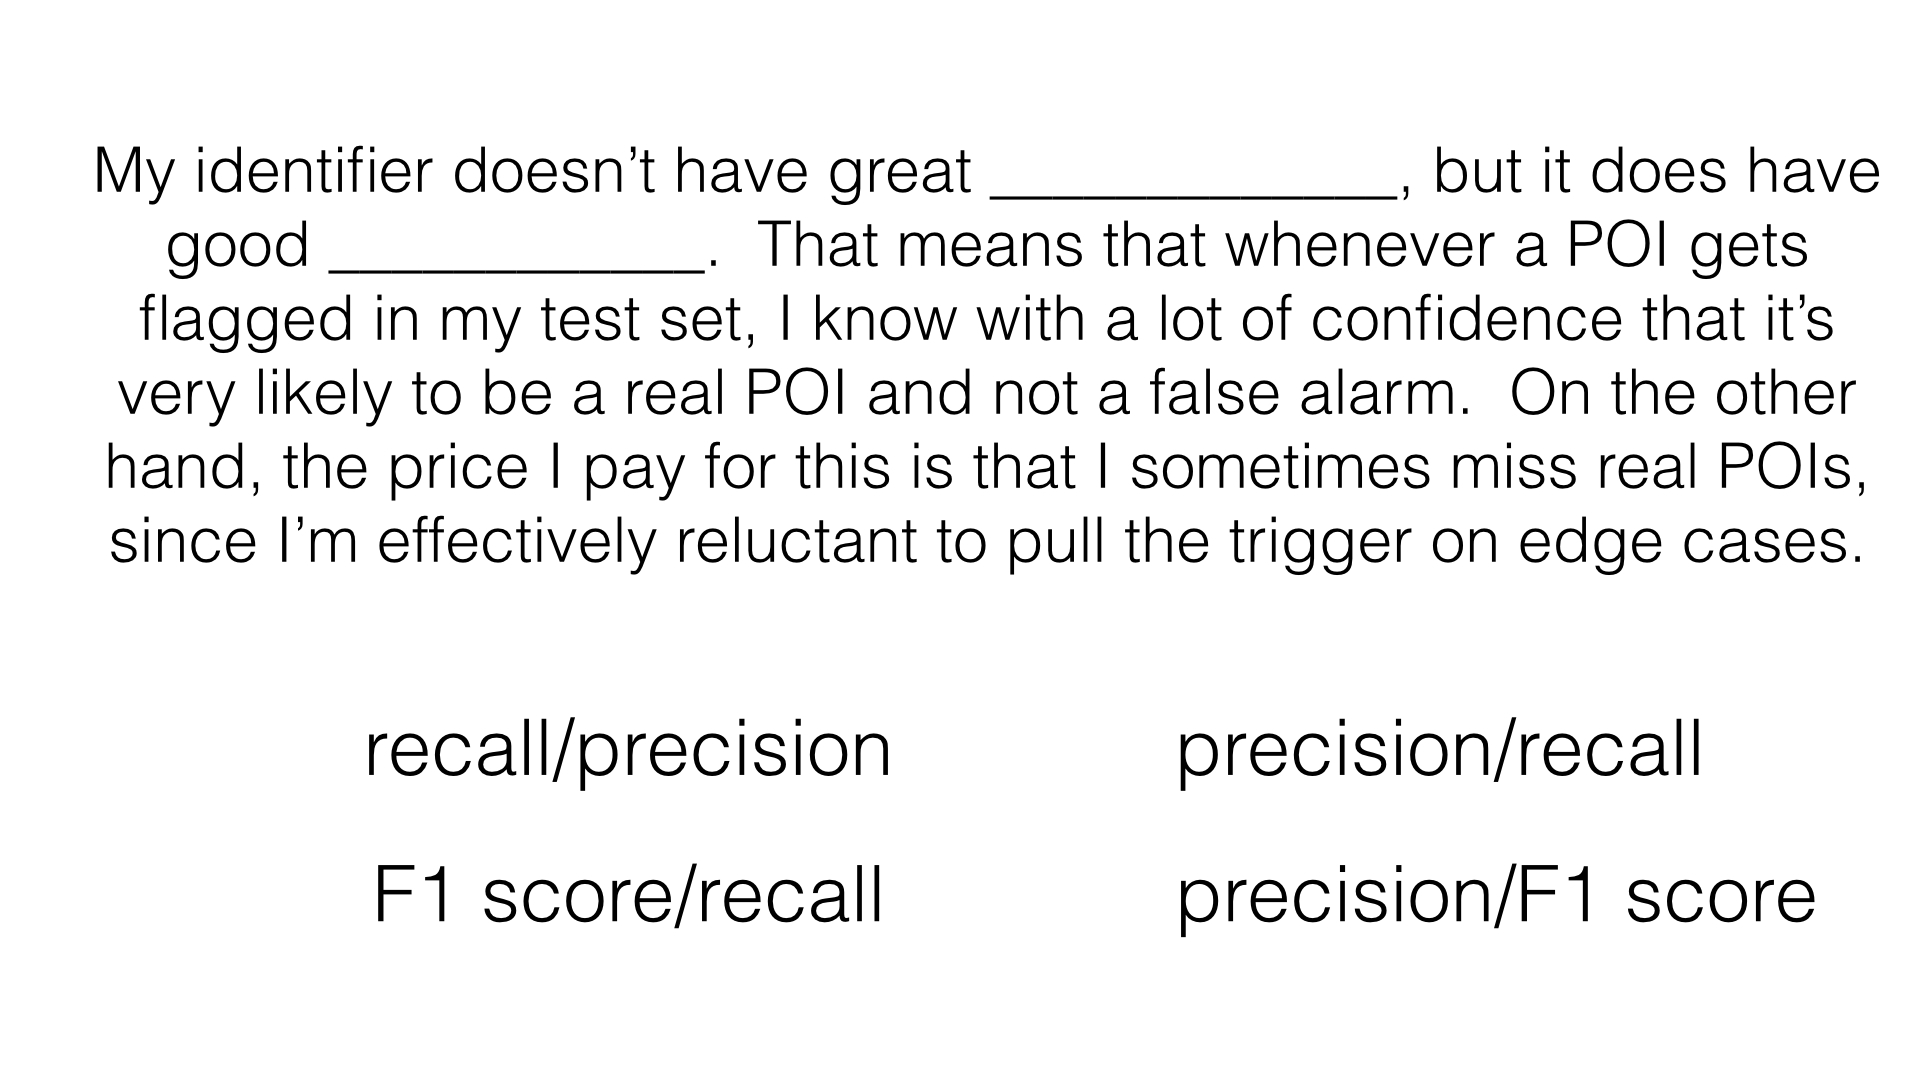 My identifier doesn’t have great _____________, but it does have
good ____________.  That means that whenever a POI gets
flagged in my test set, I know with a lot of confidence that it’s
very likely to be a real POI and not a false alarm.  On the other
hand, the price I pay for this is that I sometimes miss real POIs,
since I’m effectively reluctant to pull the trigger on edge cases.
recall/precision precision/recall
F1 score/recall precision/F1 score